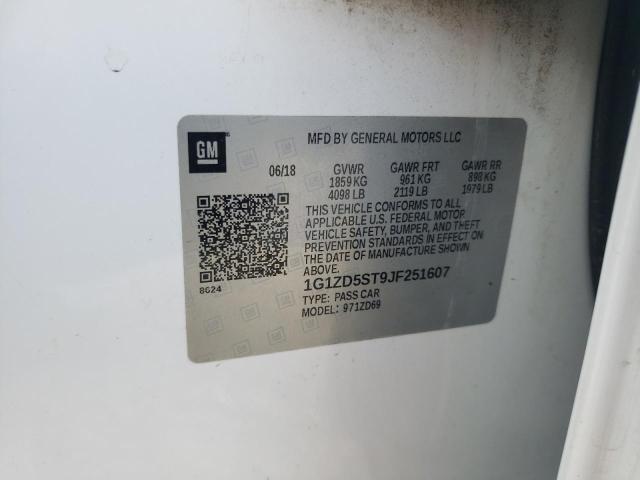 GM
MFD BY GENERAL MOTORS LLC
06/18 GVWR GAWR FRT GAWR RR
1859 KG 961 KG 898 KG
4098 LB 2119 LB 1979 LB
THIS VEHICLE CONFORMS TO ALL
APPLICABLE U.S. FEDERAL MOTOR
VEHICLE SAFETY, BUMPER, AND THEFT
PREVENTION STANDARDS IN EFFECT ON
THE DATE OF MANUFACTURE SHOWN
ABOVE.
8624
1G1ZD5ST9JF251607
TYPE: PASS CAR
MODEL: 971ZD69